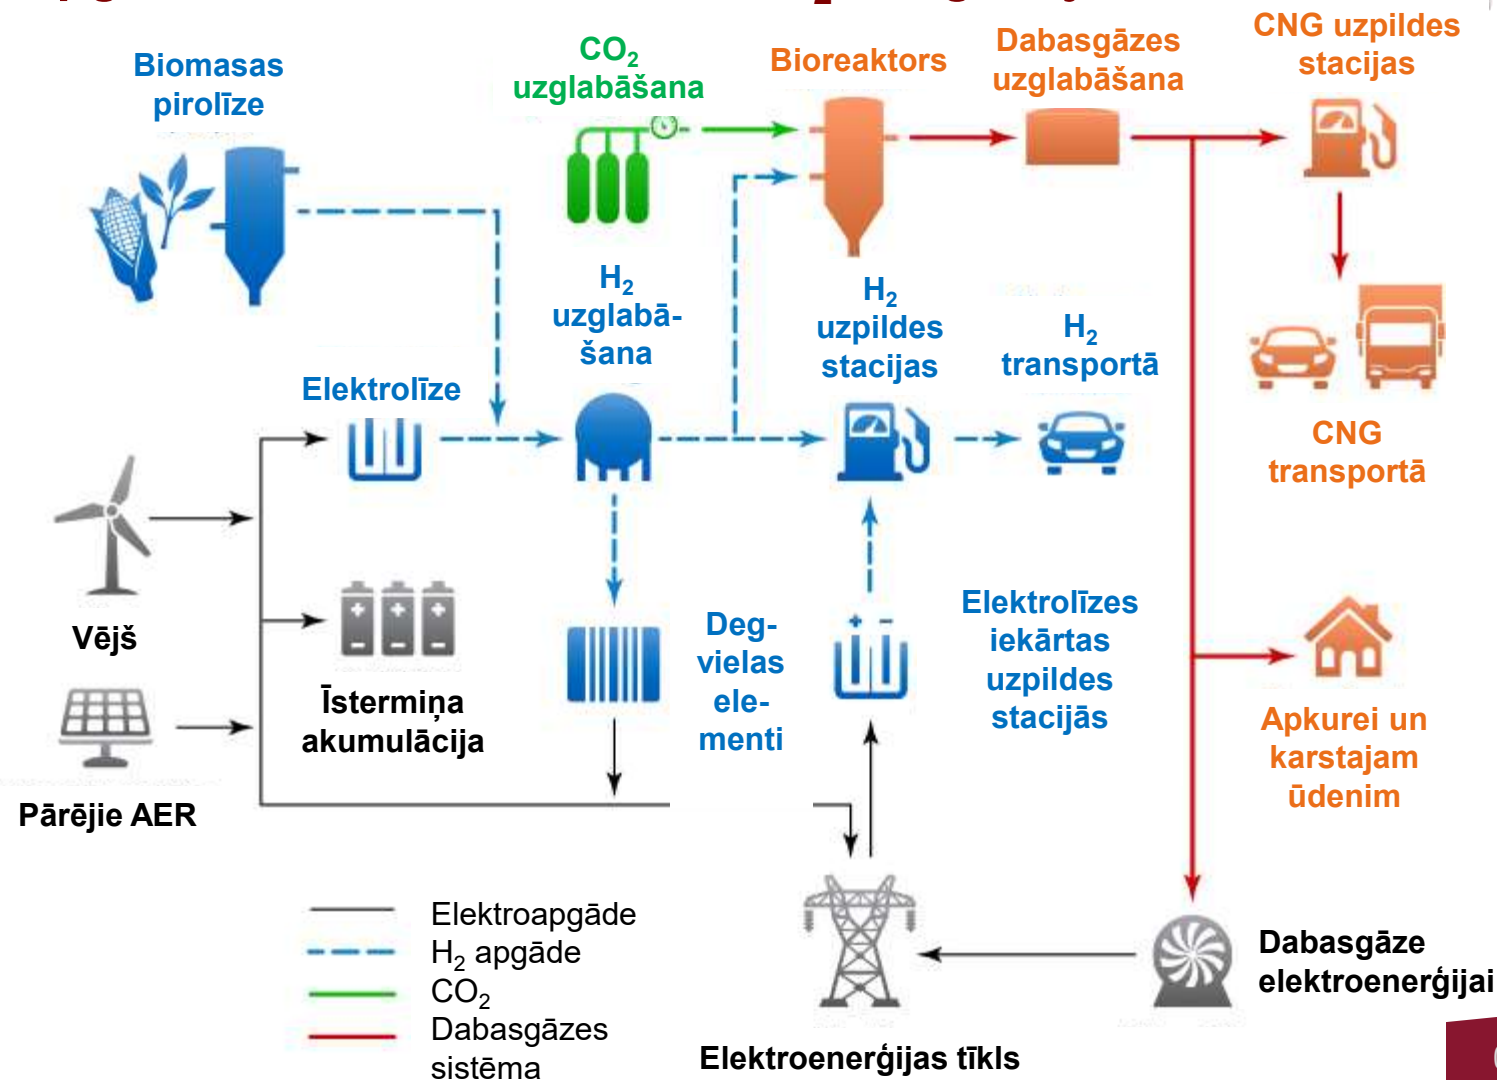 Biomasas
pirolīze
CO₂
uzglabāšana
Bioreaktors
Dabasgāzes
uzglabāšana
CNG uzpildes
stacijas
H₂
uzglabā-
šana
H₂
uzpildes
stacijas
H₂
transportā
Elektrolīze
CNG
transportā
Vējš
Īstermiņa
akumulācija
Deg-
vielas
ele-
menti
Elektrolīzes
iekārtas
uzpildes
stacijās
Apkurei un
karstajam
ūdenim
Pārējie AER
Elektroapgāde
H₂ apgāde
CO₂
Dabasgāzes
sistēma
Dabasgāze
elektroenerģijai
Elektroenerģijas tīkls